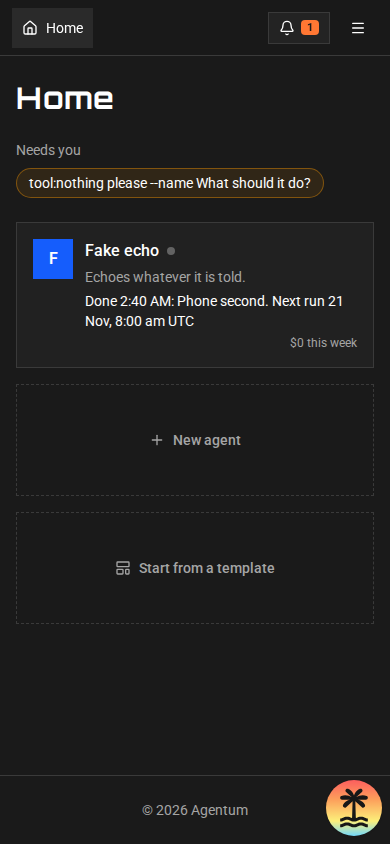 Home
1
Home
Needs you
tool:nothing please --name What should it do?
F
Fake echo
Echoes whatever it is told.
Done 2:40 AM: Phone second. Next run 21
Nov, 8:00 am UTC
$0 this week
New agent
Start from a template
© 2026 Agentum